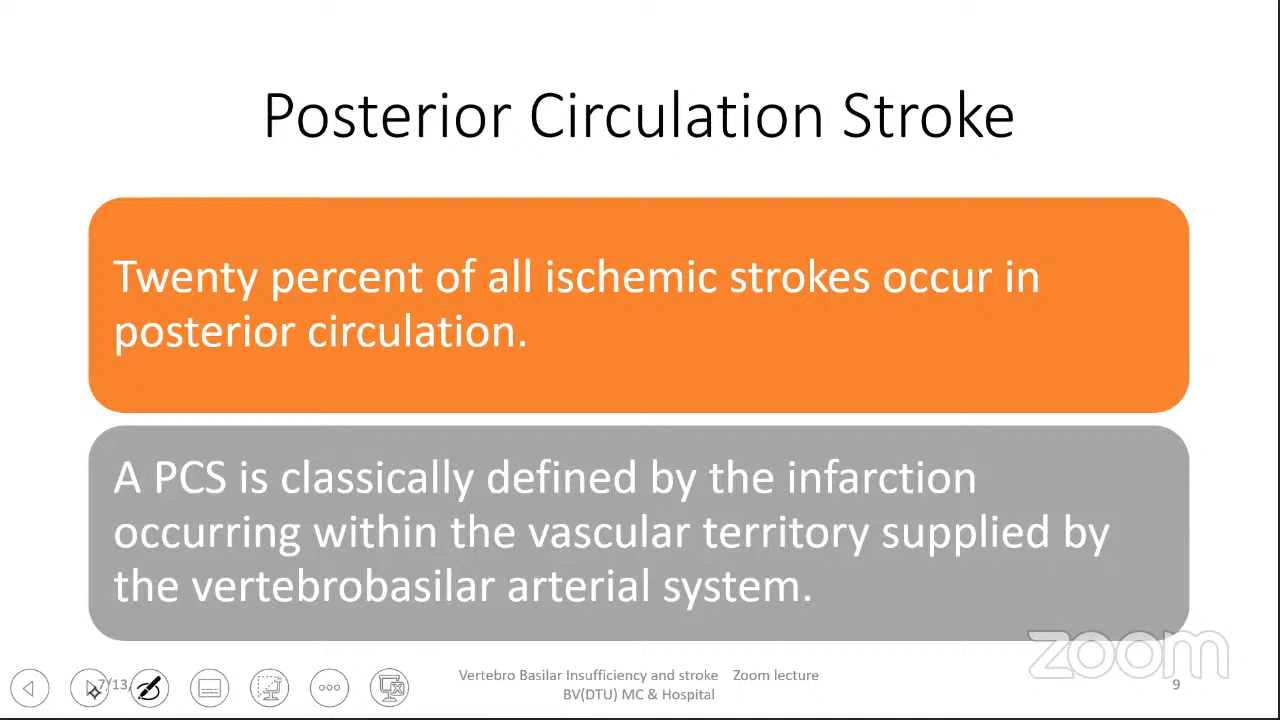 Posterior Circulation Stroke
Twenty percent of all ischemic strokes occur in
posterior circulation.
A PCS is classically defined by the infarction
occurring within the vascular territory supplied by
the vertebrobasilar arterial system.
zoom
7/13/
Vertebro Basilar Insufficiency and stroke Zoom lecture
BV(DTU) MC & Hospital
9